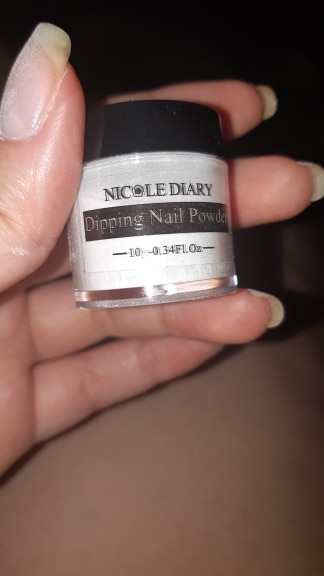 NICOLE DIARY
Dipping Nail Powder
10g-0.34Fl.Oz